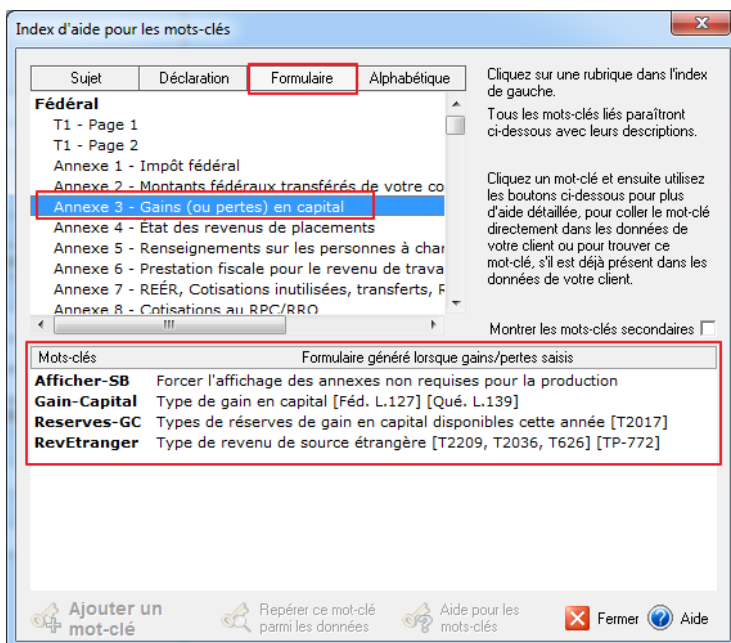 Index d'aide pour les mots-clés
Sujet Déclaration Formulaire Alphabétique
Fédéral
T1 - Page 1
T1 - Page 2
Annexe 1 - Impôt fédéral
Annexe 2 - Montants fédéraux transférés de votre co
Annexe 3 - Gains (ou pertes) en capital
Annexe 4 - État des revenus de placements
Annexe 5 - Renseignements sur les personnes à char
Annexe 6 - Prestation fiscale pour le revenu de trava
Annexe 7 - REÉR, Cotisations inutilisées, transferts, R
Annexe 8 - Cotisations au RPC/RRQ
Cliquez sur une rubrique dans l'index
de gauche.
Tous les mots-clés liés paraîtront
ci-dessous avec leurs descriptions.
Cliquez un mot-clé et ensuite utilisez
les boutons ci-dessous pour plus
d'aide détaillée, pour coller le mot-clé
directement dans les données de
votre client ou pour trouver ce
mot-clé, s'il est déjà présent dans les
données de votre client.
Montrer les mots-clés secondaires
Mots-clés Formulaire généré lorsque gains/pertes saisis
Afficher-SB Forcer l'affichage des annexes non requises pour la production
Gain-Capital Type de gain en capital [Féd. L.127] [Qué. L.139]
Reserves-GC Types de réserves de gain en capital disponibles cette année [T2017]
RevEtranger Type de revenu de source étrangère [T2209, T2036, T626] [TP-772]
Ajouter un
mot-clé
Repérer ce mot-clé
parmi les données
Aide pour les
mots-clés
Fermer
Aide